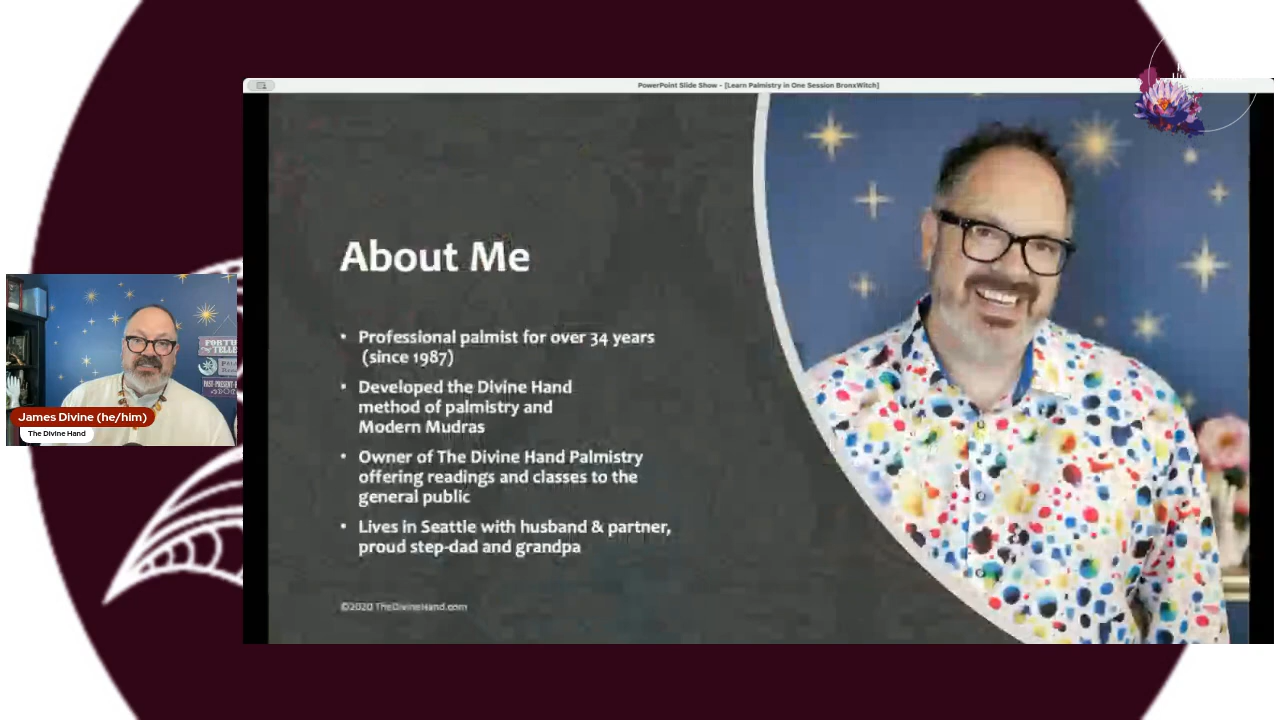 PowerPoint Slide Show - [Learn Palmistry in One Session BronxWitch]
About Me
• Professional palmist for over 34 years
(since 1987)
• Developed the Divine Hand
method of palmistry and
Modern Mudras
• Owner of The Divine Hand Palmistry
offering readings and classes to the
general public
• Lives in Seattle with husband & partner,
proud step-dad and grandpa
©2020 TheDivineHand.com
James Divine (he/him)
The Divine Hand